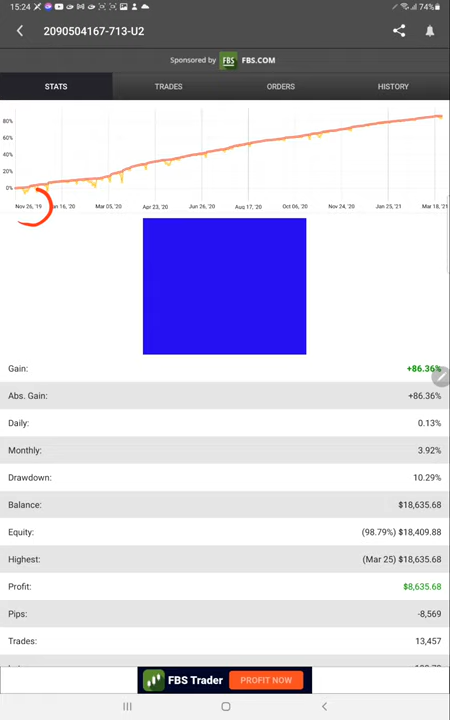 15:24
74%
2090504167-713-U2
Sponsored by FBS FBS.COM
STATS TRADES ORDERS HISTORY
80%
60%
40%
20%
0%
Nov 26, '19 an 16, '20 Mar 05, '20 Apr 23, '20 Jun 26, '20 Aug 17, '20 Oct 06, '20 Nov 24, '20 Jan 25, '21 Mar 18, '21
Gain: +86.36%
Abs. Gain: +86.36%
Daily: 0.13%
Monthly: 3.92%
Drawdown: 10.29%
Balance: $18,635.68
Equity: (98.79%) $18,409.88
Highest: (Mar 25) $18,635.68
Profit: $8,635.68
Pips: -8,569
Trades: 13,457
FBS Trader PROFIT NOW